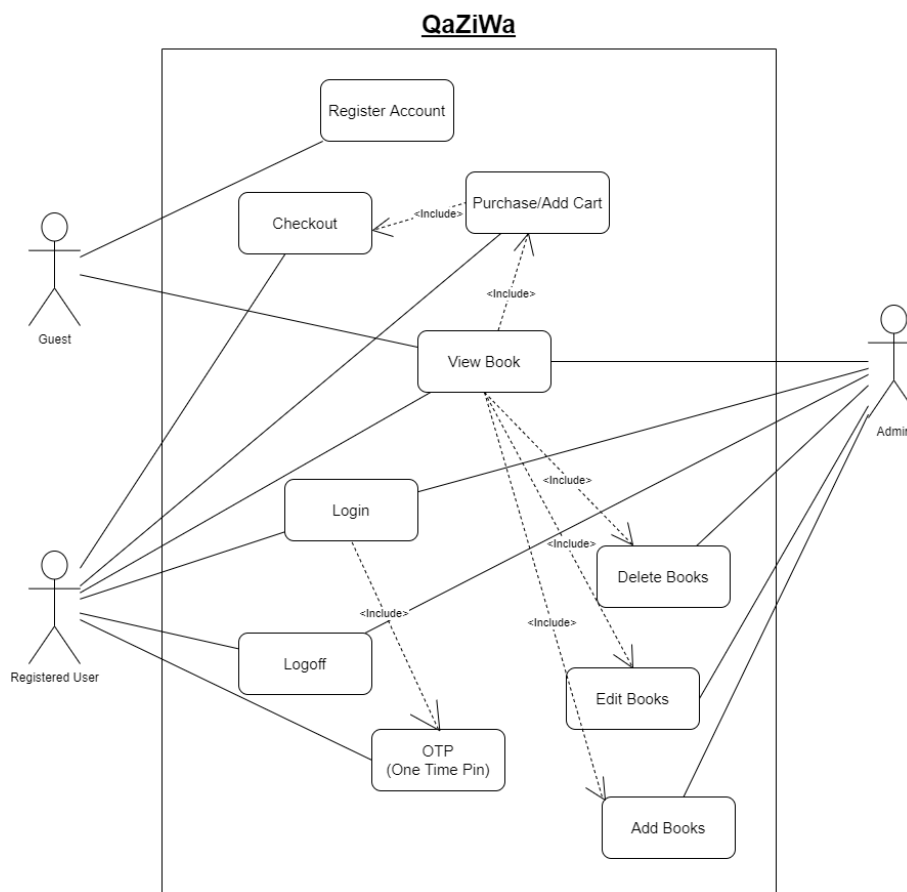 QaZiWa
Register Account
Purchase/Add Cart
Checkout
<Include>
Guest
<Include>
View Book
Admin
Login
<Include>
<Include>
Delete Books
<Include>
<Include>
Registered User
Logoff
Edit Books
OTP
(One Time Pin)
Add Books